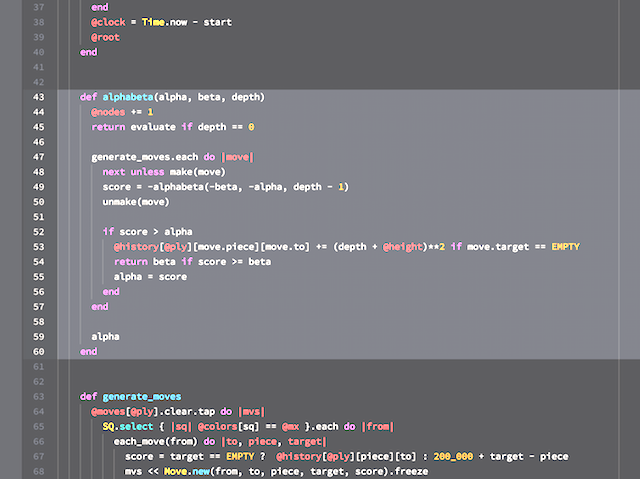 37 end
38 @clock = Time.now - start
39 @root
40 end
41
42
43 def alphabeta(alpha, beta, depth)
44 @nodes += 1
45 return evaluate if depth == 0
46
47 generate_moves.each do |move|
48 next unless make(move)
49 score = -alphabeta(-beta, -alpha, depth - 1)
50 unmake(move)
51
52 if score > alpha
53 @history[@ply][move.piece][move.to] += (depth + @height)**2 if move.target == EMPTY
54 return beta if score >= beta
55 alpha = score
56 end
57 end
58
59 alpha
60 end
61
62
63 def generate_moves
64 @moves[@ply].clear.tap do |mvs|
65 SQ.select { |sq| @colors[sq] == @mx }.each do |from|
66 each_move(from) do |to, piece, target|
67 score = target == EMPTY ? @history[@ply][piece][to] : 200_000 + target - piece
68 mvs << Move.new(from, to, piece, target, score).freeze